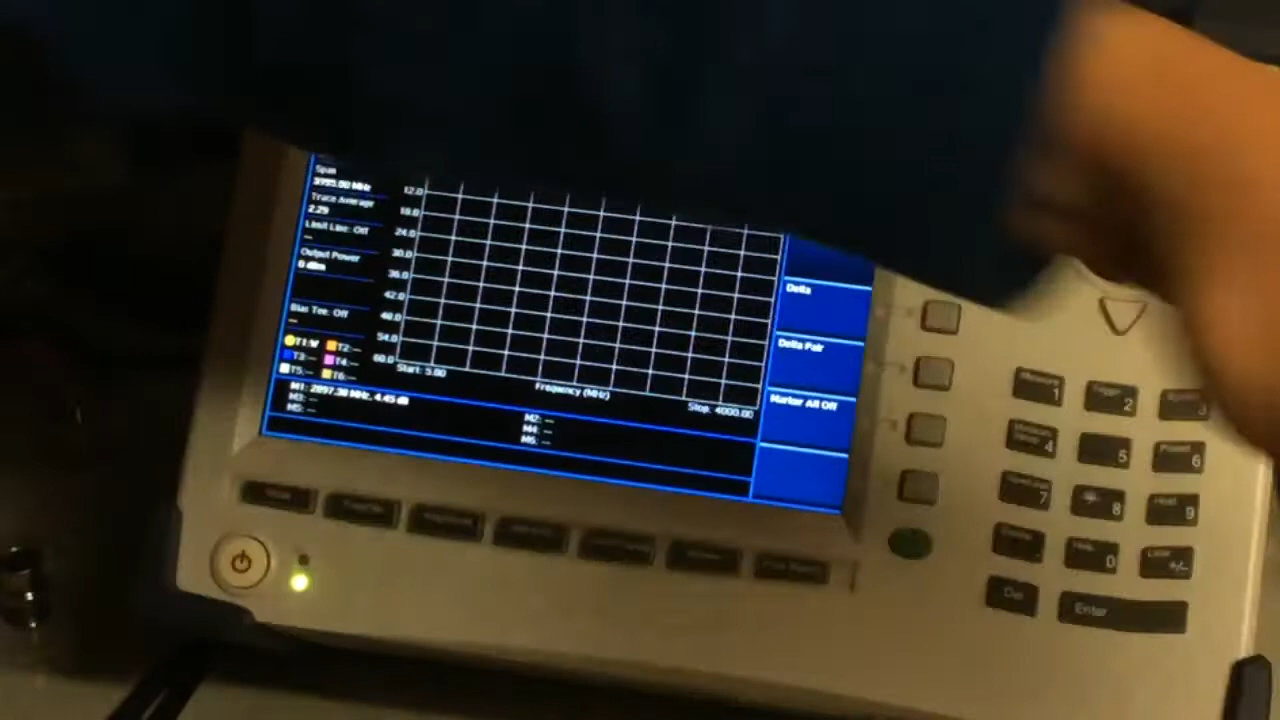 Span
3995.00 MHz
Trace Average
2.25
Limit Line: Off
--
Output Power
0 dBm
Bias Tee: Off
--
T1:W T2:--
T3:-- T4:--
T5:-- T6:--
12.0
18.0
24.0
30.0
36.0
42.0
48.0
54.0
60.0
Start: 5.00
Frequency (MHz)
Stop: 4000.00
M1: 2897.38 MHz, 4.45 dB
M2: --
M3: --
M4: --
M5: --
M6: --
Delta
Delta Pair
Marker All Off
1
2
3
4
5
6
7
8
9
0
+/-
Enter